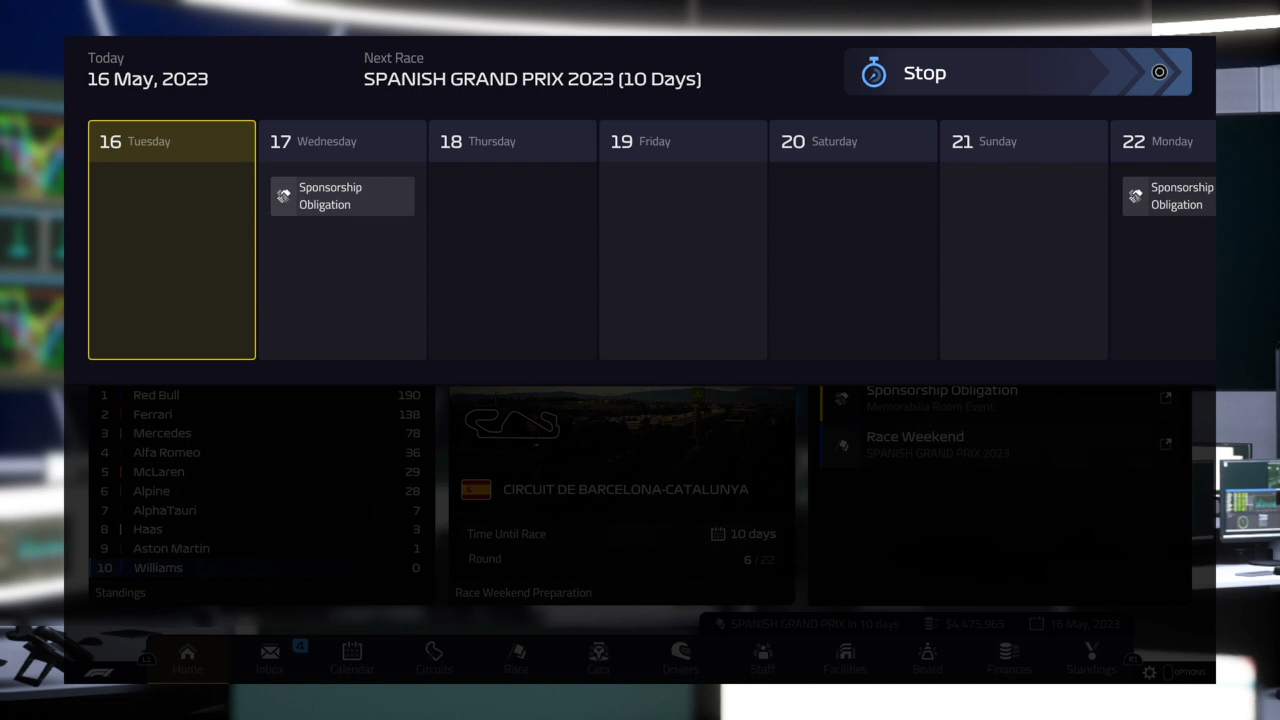 Today
16 May, 2023
Next Race
SPANISH GRAND PRIX 2023 (10 Days)
Stop
16 Tuesday
17 Wednesday
18 Thursday
19 Friday
20 Saturday
21 Sunday
22 Monday
Sponsorship
Obligation
Sponsorship
Obligation
1 Red Bull 190
2 Ferrari 138
3 Mercedes 78
4 Alfa Romeo 36
5 McLaren 29
6 Alpine 28
7 AlphaTauri 7
8 Haas 3
9 Aston Martin 1
10 Williams 0
Standings
CIRCUIT DE BARCELONA-CATALUNYA
Time Until Race 10 days
Round 6 / 22
Race Weekend Preparation
Sponsorship Obligation
Memorabilia Room Event
Race Weekend
SPANISH GRAND PRIX 2023
SPANISH GRAND PRIX in 10 days $4,475,965 16 May, 2023
L1
Home
Inbox
4
Calendar
Circuits
Race
Cars
Drivers
Staff
Facilities
Board
Finances
Standings
R1
OPTIONS